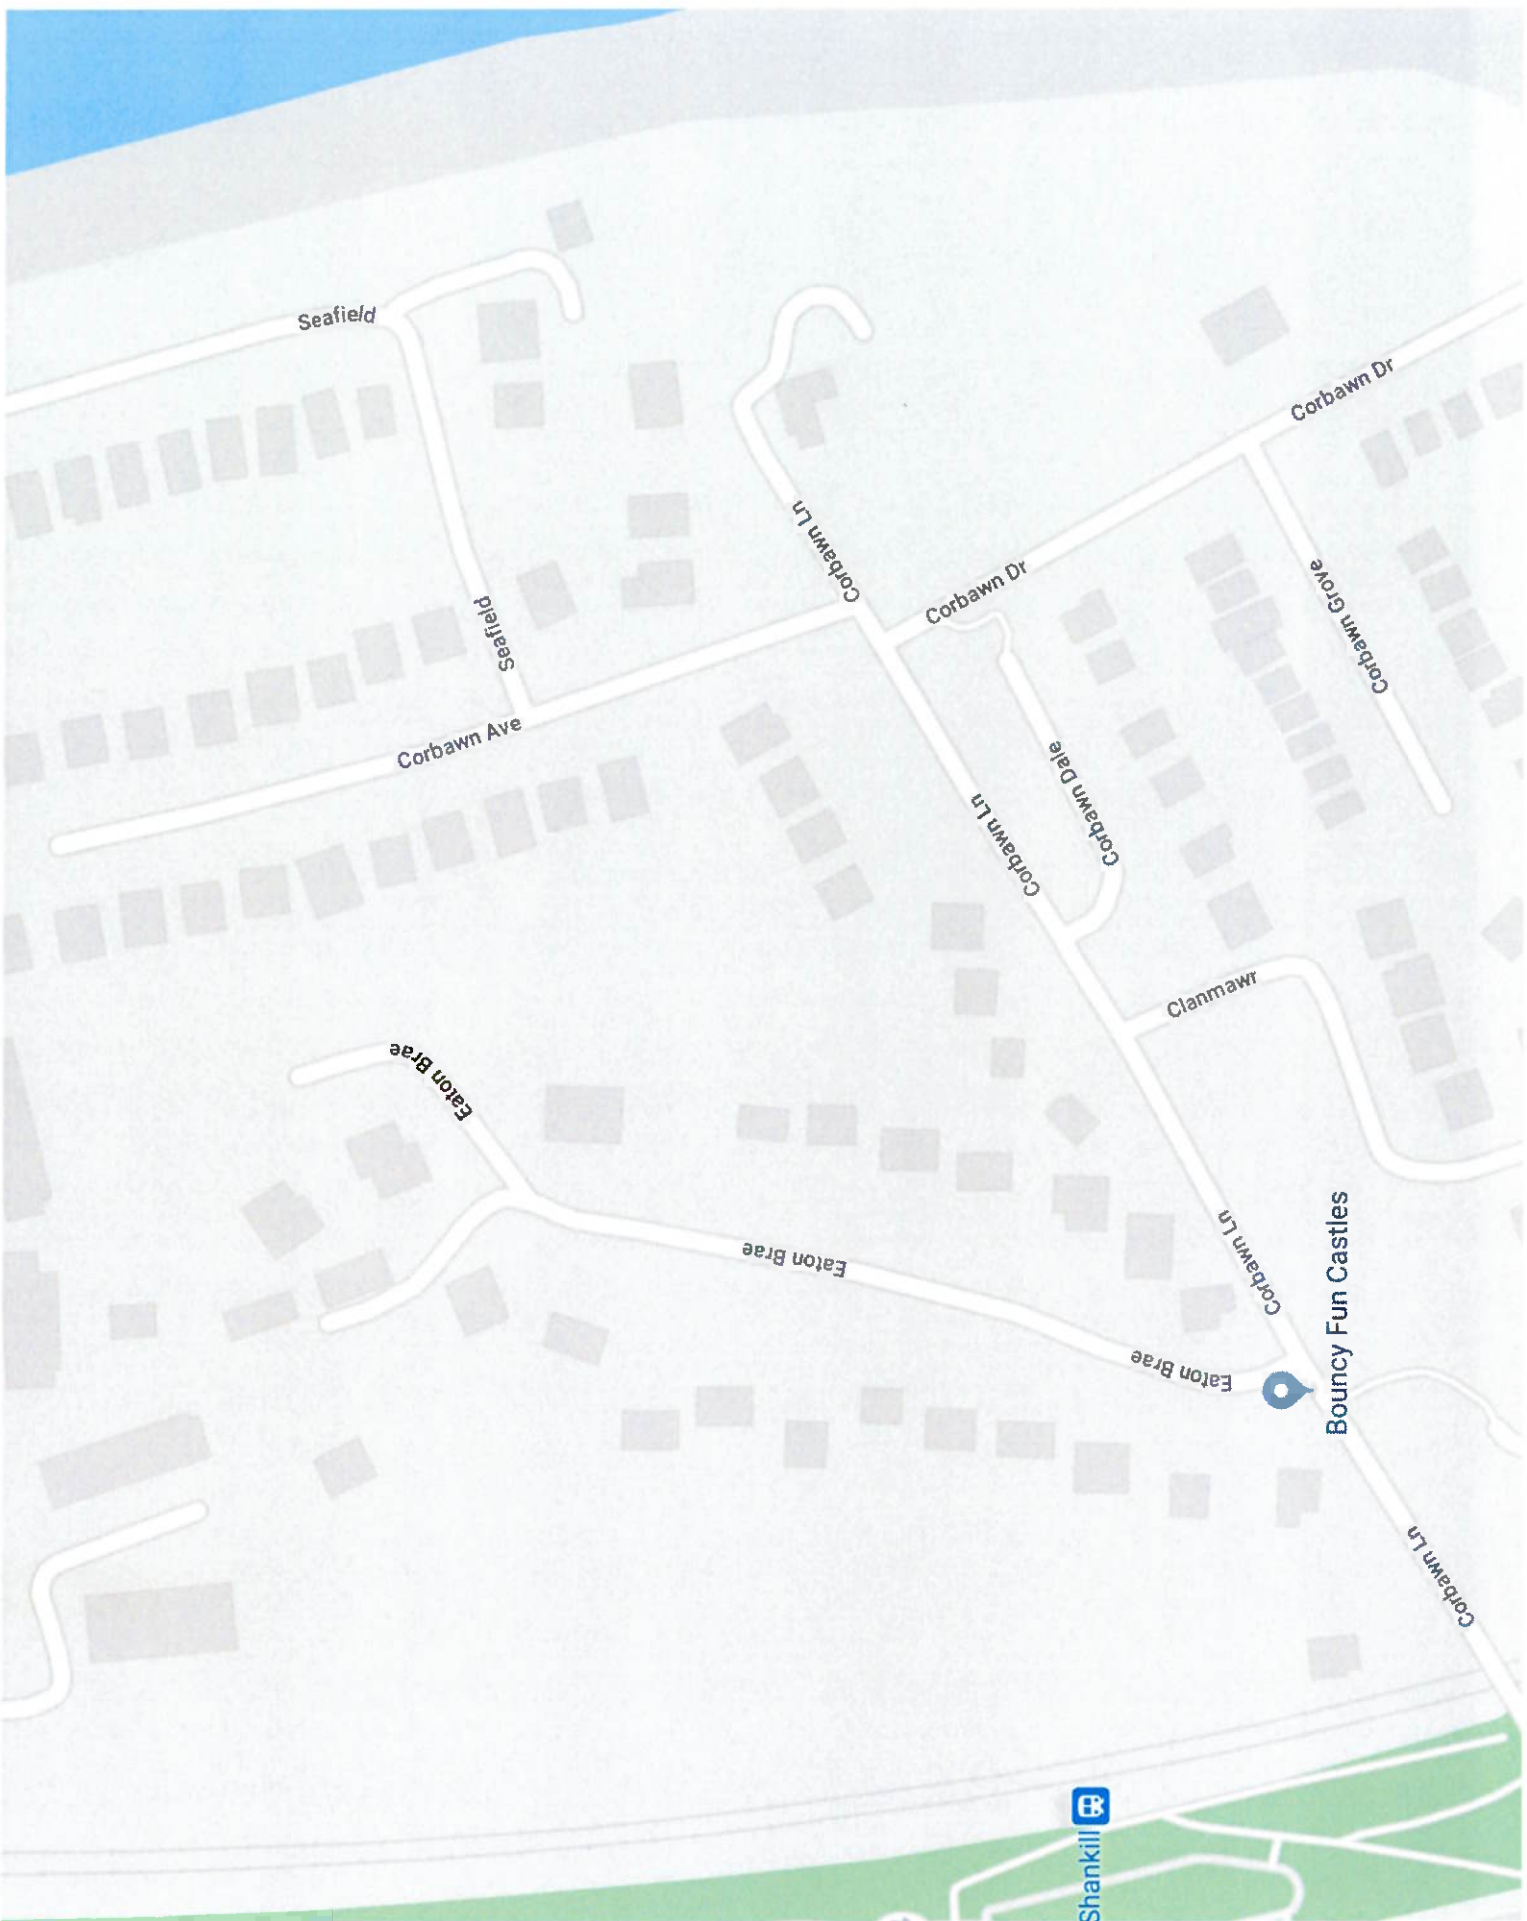 Seafield
Corbawn Dr
Corbawn Ln
Corbawn Dr
Corbawn Grove
Seafield
Corbawn Ave
Corbawn Dale
Corbawn Ln
Clanmawr
Eaton Brae
Eaton Brae
Corbawn Ln
Eaton Brae
Bouncy Fun Castles
Corbawn Ln
Shankill